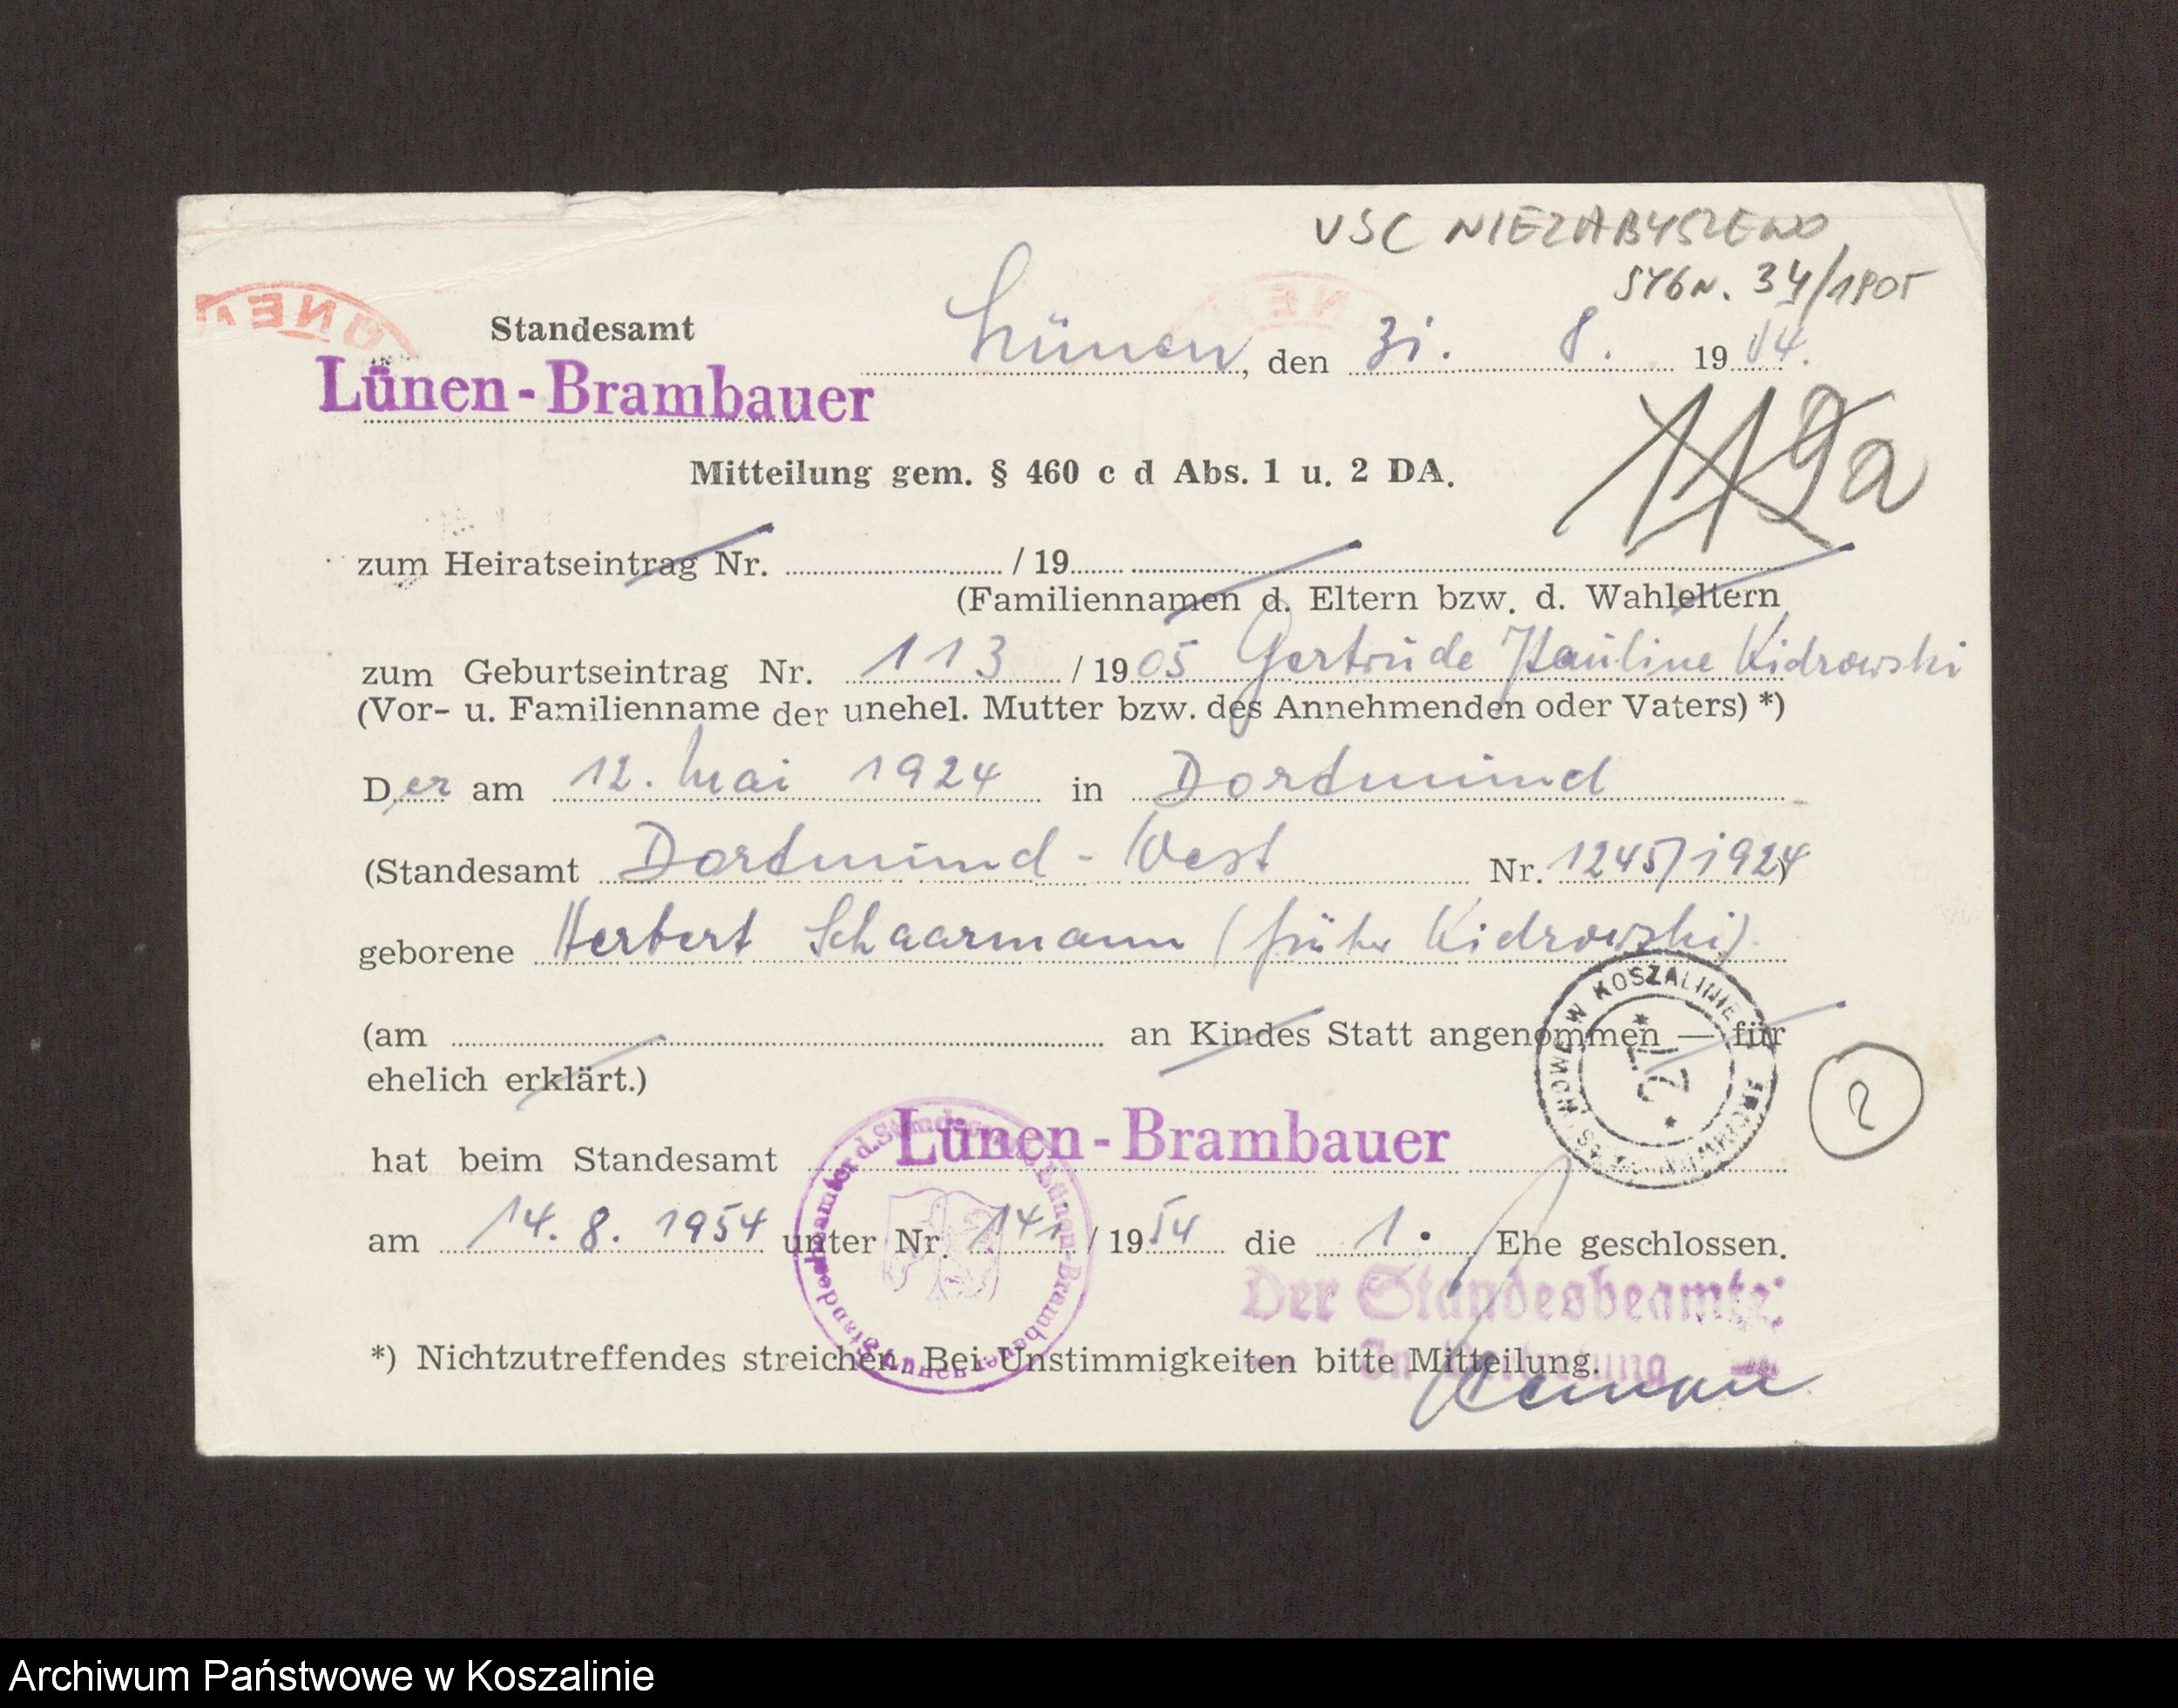 USC NIEZABYSZEWO
SYGN. 34/1905
Standesamt
Lünen-Brambauer
Lünen, den 31. 8. 1954.
119a
Mitteilung gem. § 460 c d Abs. 1 u. 2 DA.
zum Heiratseintrag Nr. / 19
(Familiennamen d. Eltern bzw. d. Wahleltern
zum Geburtseintrag Nr. 113 / 1905 Gertrude Pauline Kidrowski
(Vor- u. Familienname der unehel. Mutter bzw. des Annehmenden oder Vaters) *)
Der am 12. Mai 1924 in Dortmund
(Standesamt Dortmund-West Nr. 1245/1924)
geborene Herbert Schaarmann (früher Kidrowski)
(am an Kindes Statt angenommen — für
ehelich erklärt.)
W KOSZALINIE
* 27 *
2
hat beim Standesamt Lünen-Brambauer
am 14. 8. 1954 unter Nr. 141 / 1954 die 1. Ehe geschlossen.
Der Standesbeamte:
In Vertretung
*) Nichtzutreffendes streichen. Bei Unstimmigkeiten bitte Mitteilung.
Archiwum Państwowe w Koszalinie